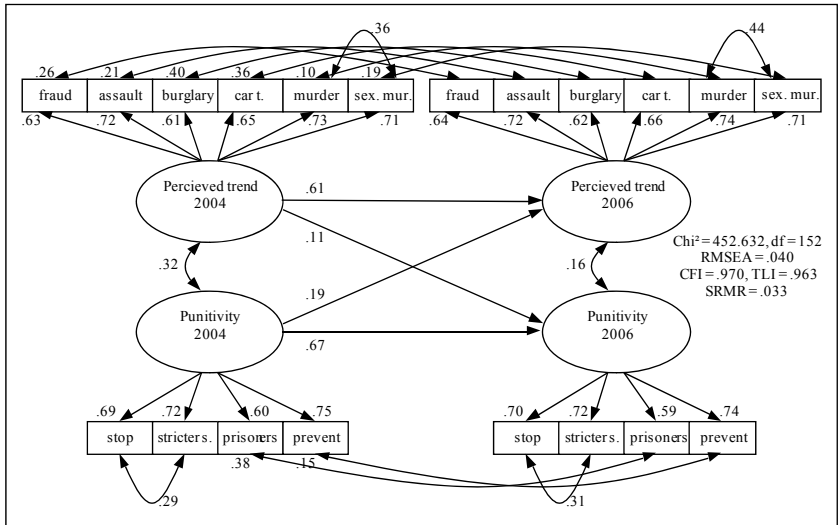 .36 .44
.26 .21 .40 .36 .10 .19
fraud assault burglary car t. murder sex. mur. fraud assault burglary car t. murder sex. mur.
.63 .72 .61 .65 .73 .71 .64 .72 .62 .66 .74 .71
Percieved trend Percieved trend
2004 2006
.61
.11
.32 .16
.19
.67
Chi² = 452.632, df = 152
RMSEA = .040
CFI = .970, TLI = .963
SRMR = .033
Punitivity Punitivity
2004 2006
.69 .72 .60 .75 .70 .72 .59 .74
stop stricter s. prisoners prevent stop stricter s. prisoners prevent
.38 .15
.29 .31